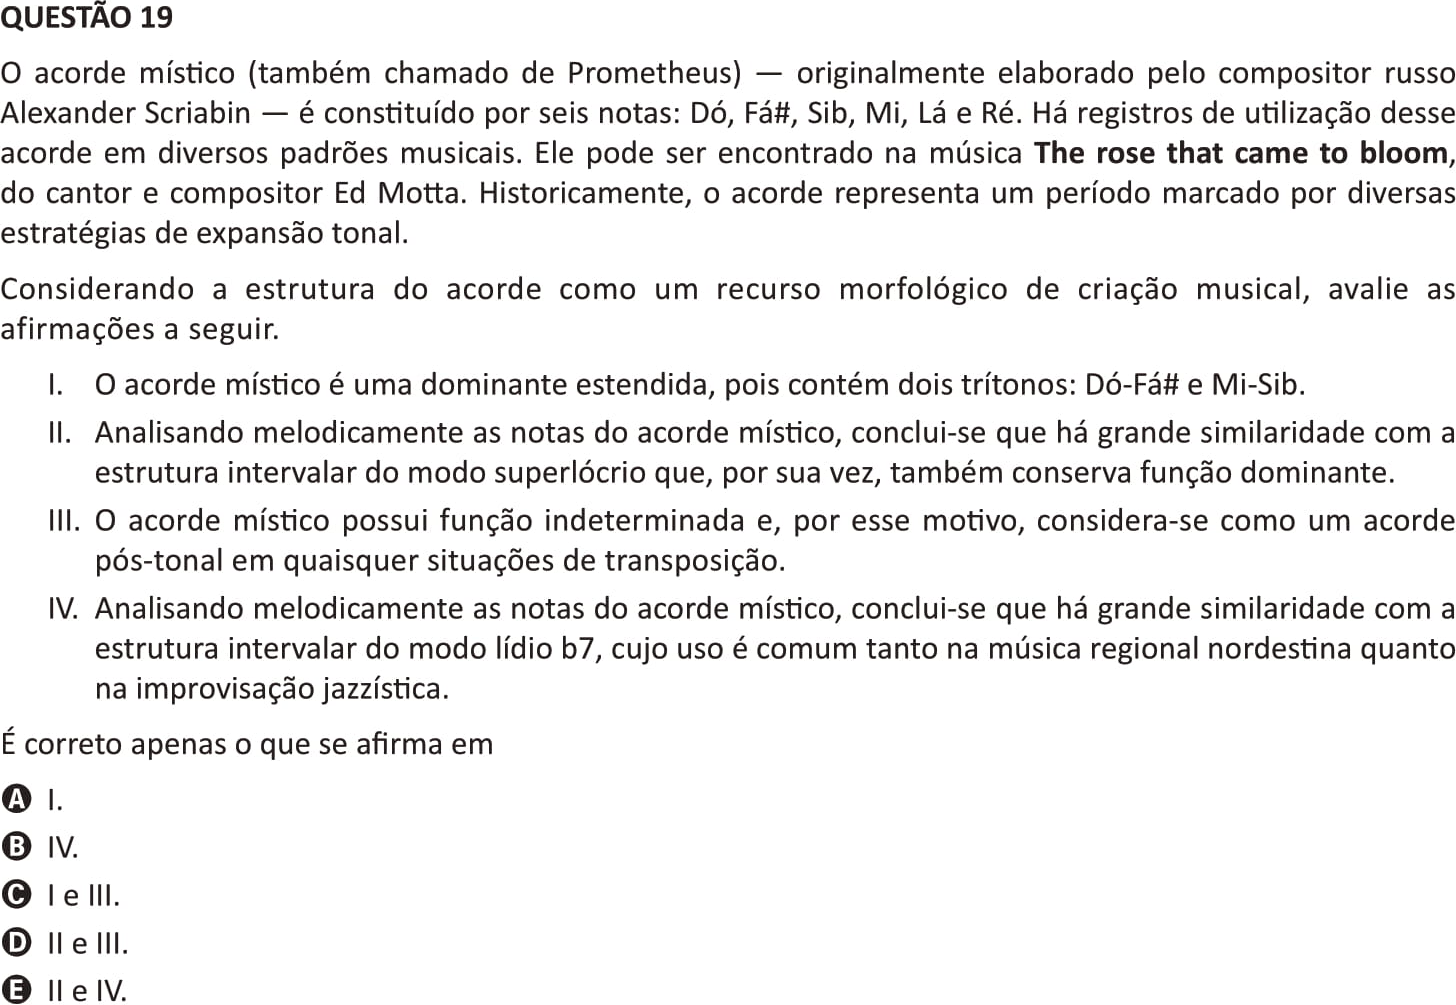 QUESTÃO 19
O acorde místico (também chamado de Prometheus) — originalmente elaborado pelo compositor russo
Alexander Scriabin — é constituído por seis notas: Dó, Fá#, Sib, Mi, Lá e Ré. Há registros de utilização desse
acorde em diversos padrões musicais. Ele pode ser encontrado na música The rose that came to bloom,
do cantor e compositor Ed Motta. Historicamente, o acorde representa um período marcado por diversas
estratégias de expansão tonal.
Considerando a estrutura do acorde como um recurso morfológico de criação musical, avalie as
afirmações a seguir.
I. O acorde místico é uma dominante estendida, pois contém dois trítonos: Dó-Fá# e Mi-Sib.
II. Analisando melodicamente as notas do acorde místico, conclui-se que há grande similaridade com a
estrutura intervalar do modo superlócrio que, por sua vez, também conserva função dominante.
III. O acorde místico possui função indeterminada e, por esse motivo, considera-se como um acorde
pós-tonal em quaisquer situações de transposição.
IV. Analisando melodicamente as notas do acorde místico, conclui-se que há grande similaridade com a
estrutura intervalar do modo lídio b7, cujo uso é comum tanto na música regional nordestina quanto
na improvisação jazzística.
É correto apenas o que se afirma em
A I.
B IV.
C I e III.
D II e III.
E II e IV.